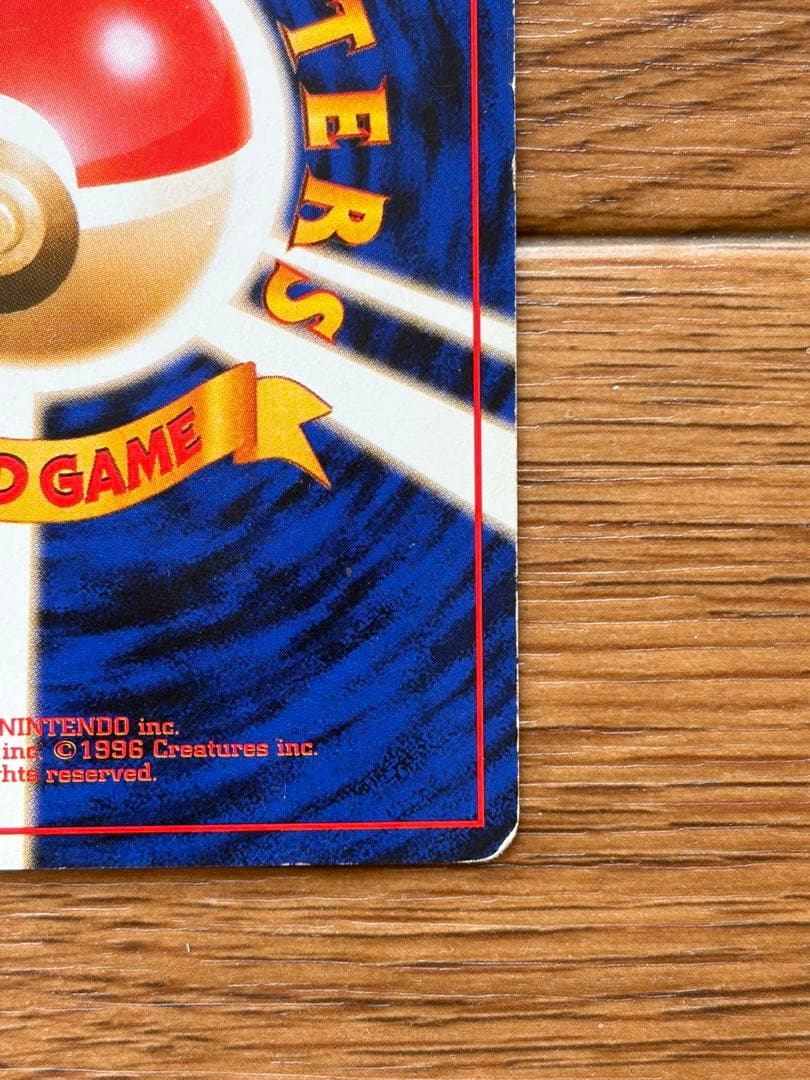 TERS
D GAME
NINTENDO inc.
inc. ©1996 Creatures inc.
hts reserved.